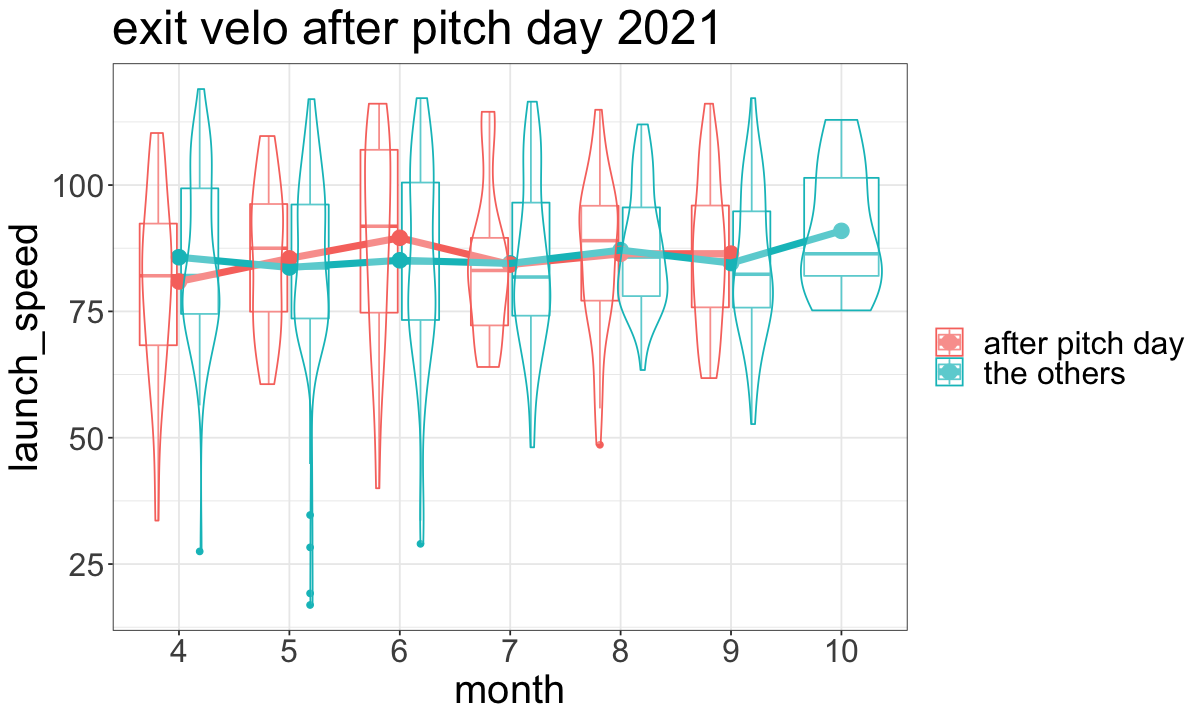 exit velo after pitch day 2021
launch_speed
100
75
50
25
4 5 6 7 8 9 10
month
after pitch day
the others